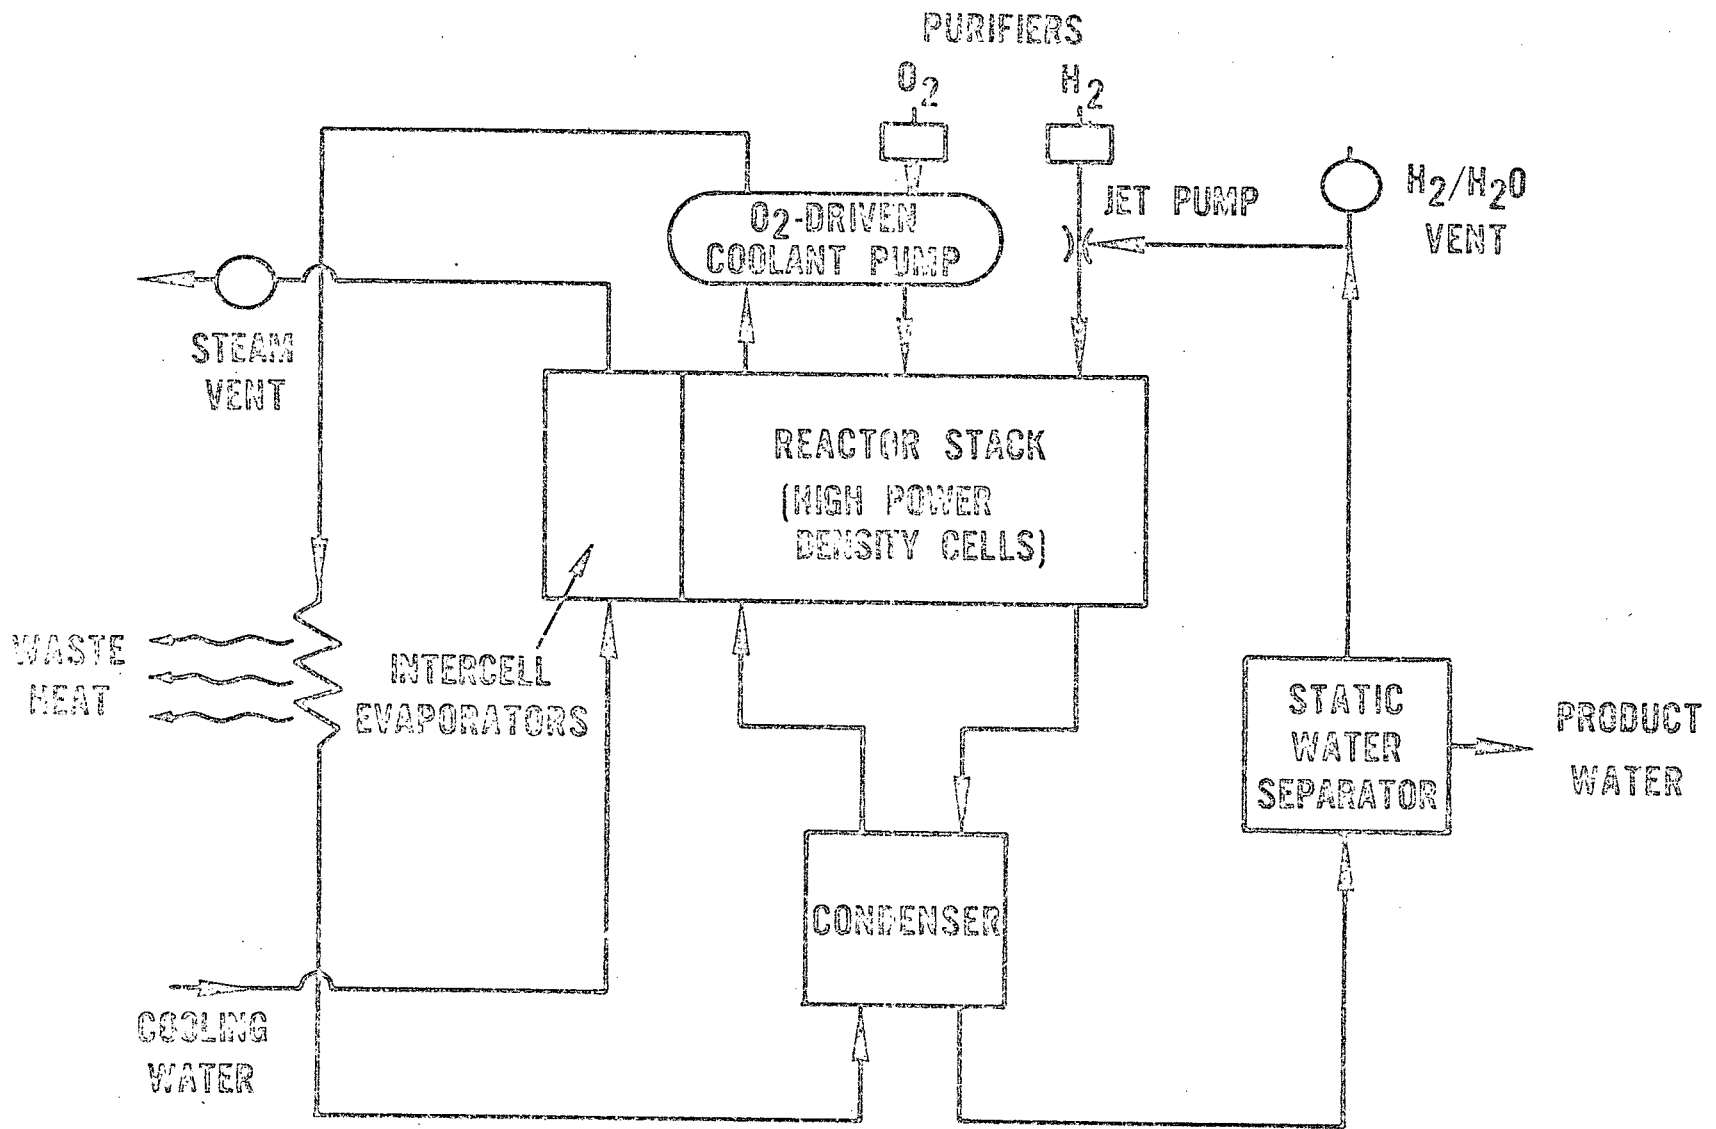 PURIFIERS
O2
H2
JET PUMP
H2/H2O
VENT
O2-DRIVEN
COOLANT PUMP
STEAM
VENT
REACTOR STACK
(HIGH POWER
DENSITY CELLS)
WASTE
HEAT
INTERCELL
EVAPORATORS
STATIC
WATER
SEPARATOR
PRODUCT
WATER
CONDENSER
COOLING
WATER